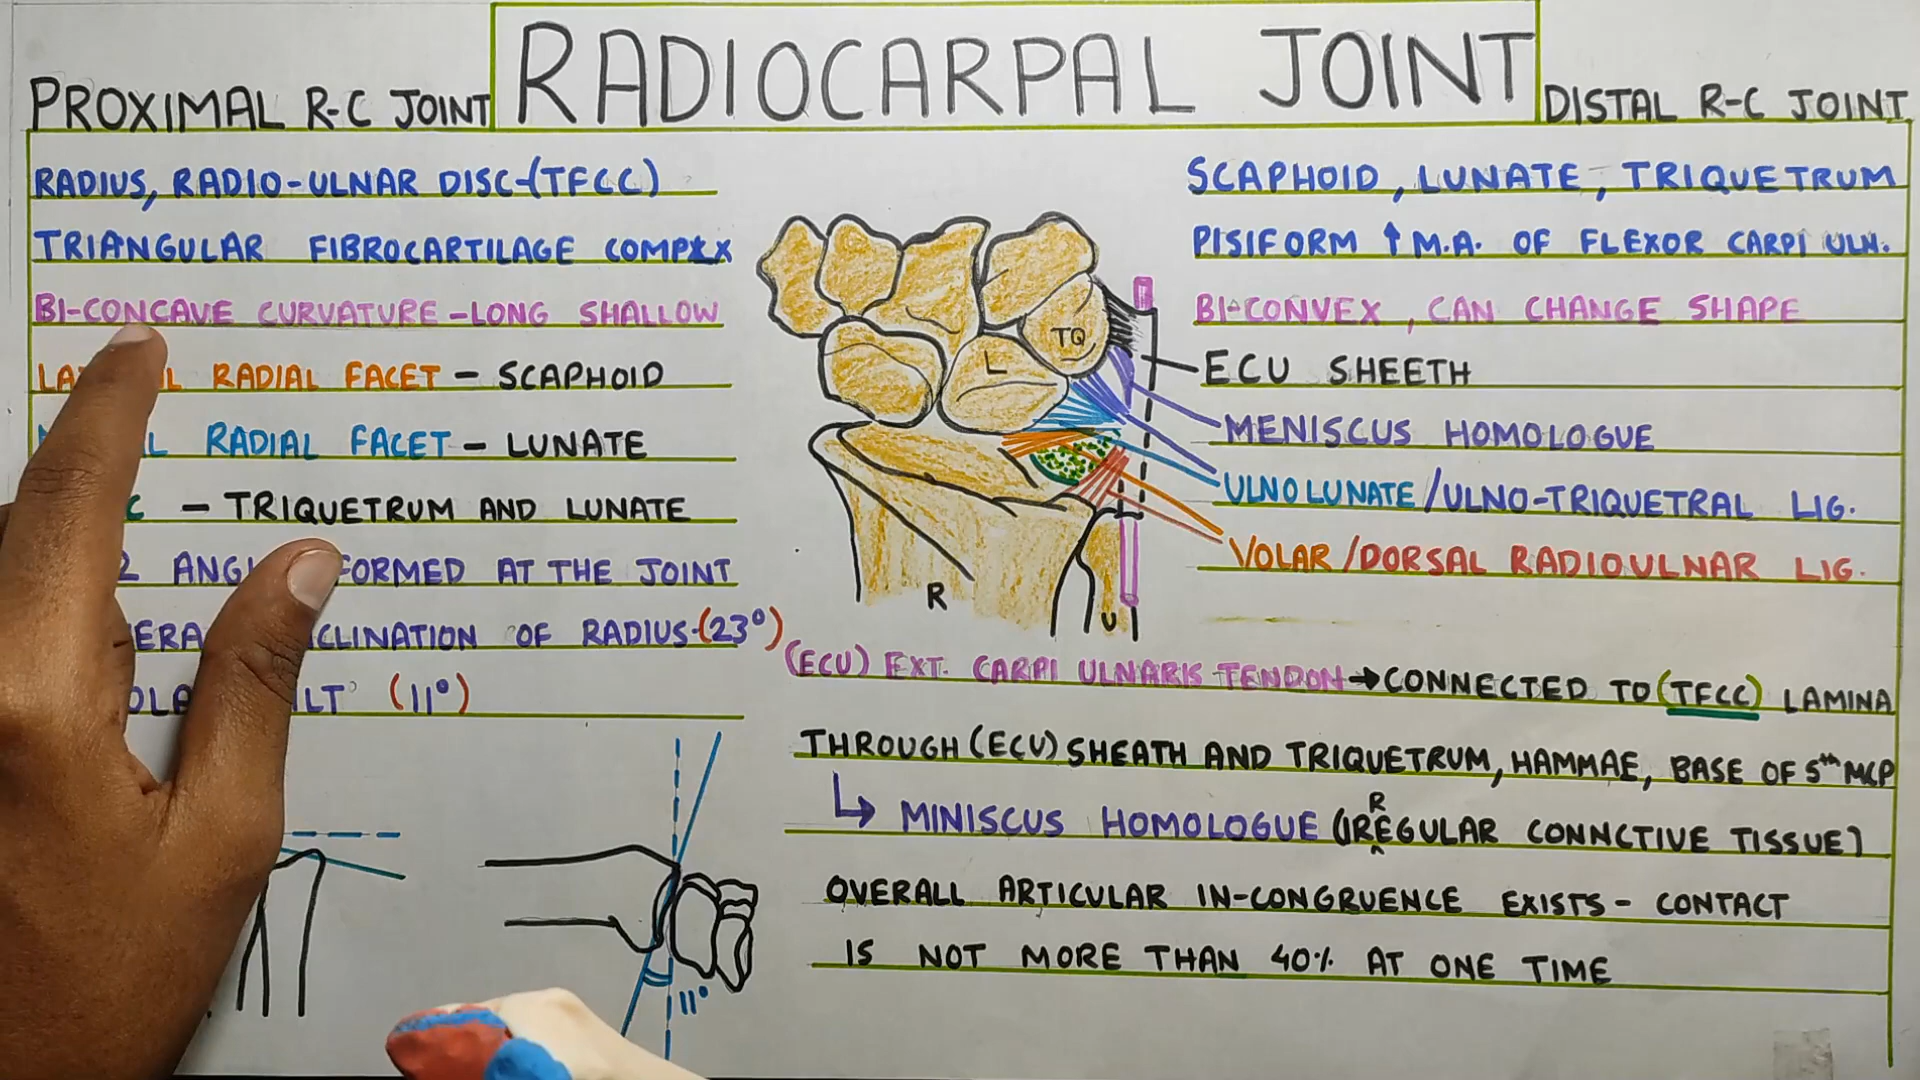 RADIOCARPAL JOINT
PROXIMAL R-C JOINT
RADIUS, RADIO-ULNAR DISC-(TFCC)
TRIANGULAR FIBROCARTILAGE COMPLEX
BI-CONCAVE CURVATURE -LONG SHALLOW
RADIAL FACET - SCAPHOID
RADIAL FACET - LUNATE
- TRIQUETRUM AND LUNATE
2 FORMED AT THE JOINT
OF RADIUS-(23°)
(11°)
11°
L
TQ
R
U
DISTAL R-C JOINT
SCAPHOID, LUNATE, TRIQUETRUM
PISIFORM ↑ M.A. OF FLEXOR CARPI ULN.
BI-CONVEX, CAN CHANGE SHAPE
ECU SHEETH
MENISCUS HOMOLOGUE
ULNOLUNATE/ULNO-TRIQUETRAL LIG.
VOLAR/DORSAL RADIOULNAR LIG.
(ECU) EXT. CARPI ULNARIS TENDON→CONNECTED TO (TFCC) LAMINA
THROUGH (ECU) SHEATH AND TRIQUETRUM, HAMMAE, BASE OF 5th MCP
↳ MINISCUS HOMOLOGUE (IRREGULAR CONNCTIVE TISSUE)
OVERALL ARTICULAR IN-CONGRUENCE EXISTS - CONTACT
IS NOT MORE THAN 40% AT ONE TIME